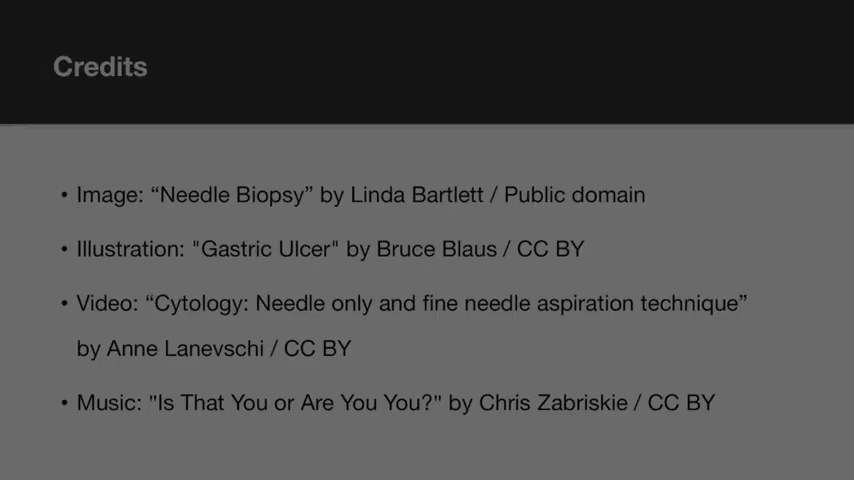 Credits
• Image: “Needle Biopsy” by Linda Bartlett / Public domain
• Illustration: "Gastric Ulcer" by Bruce Blaus / CC BY
• Video: “Cytology: Needle only and fine needle aspiration technique”
by Anne Lanevschi / CC BY
• Music: "Is That You or Are You You?" by Chris Zabriskie / CC BY